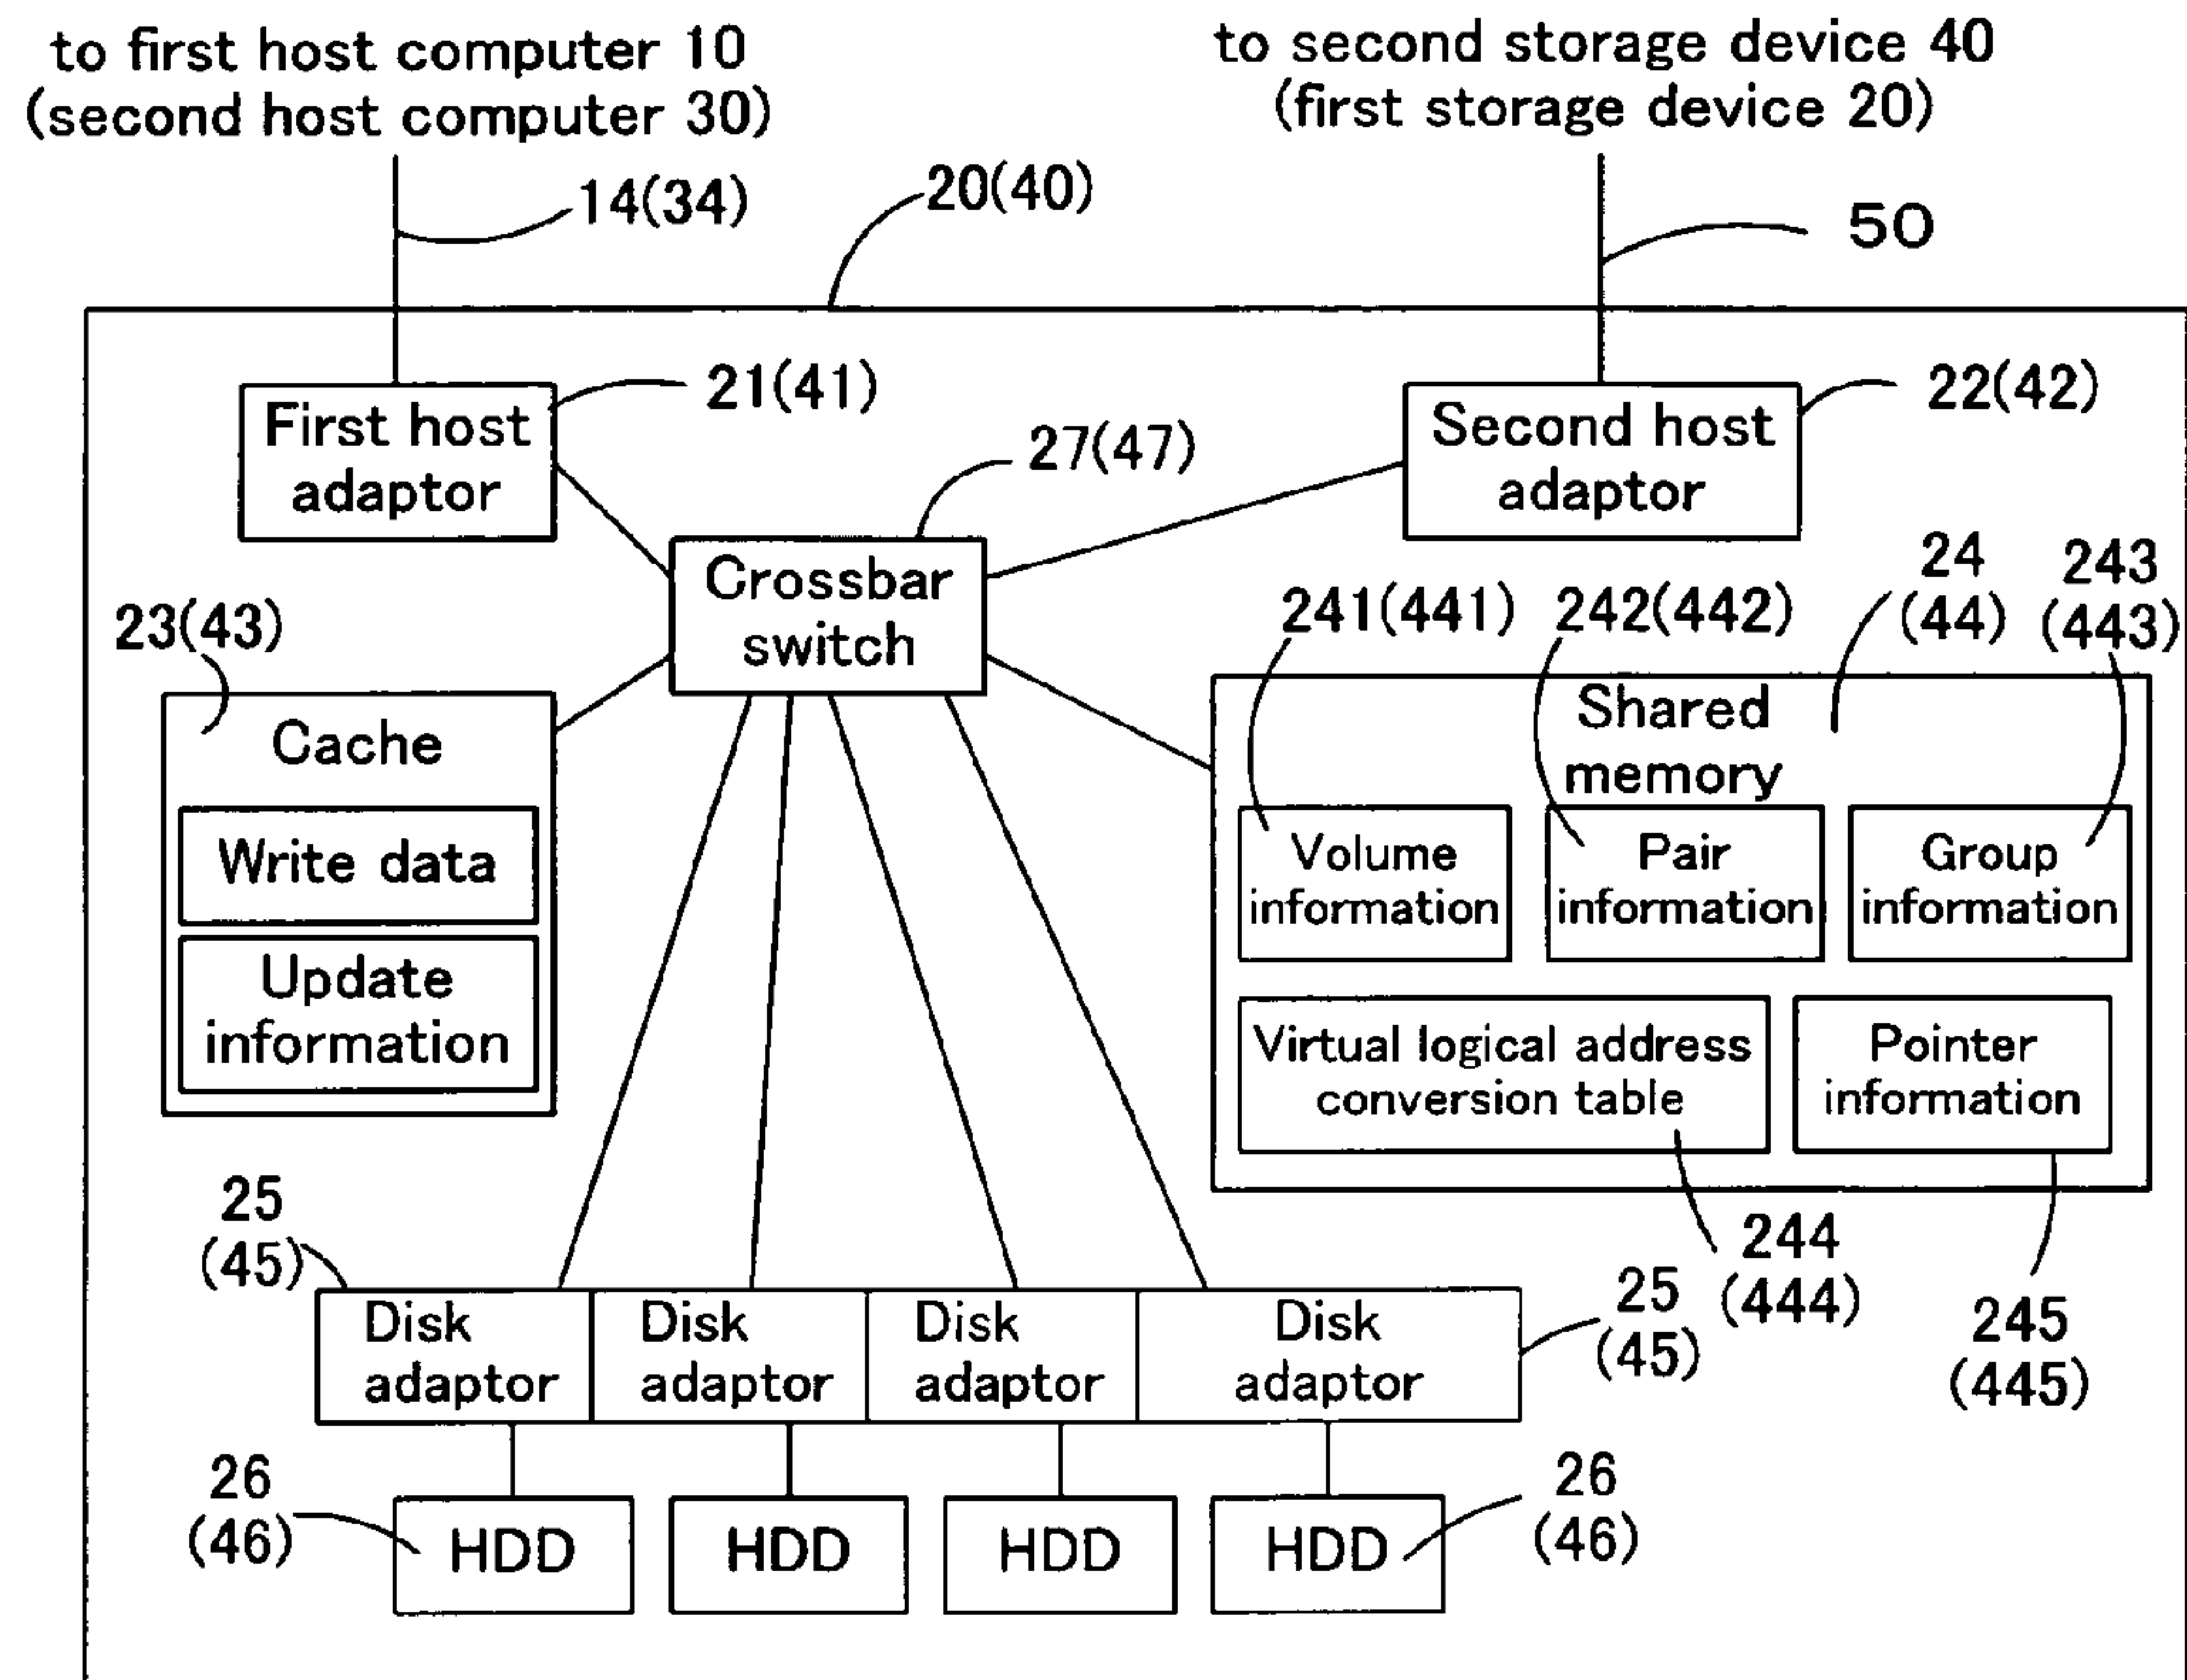 to first host computer 10
(second host computer 30)
to second storage device 40
(first storage device 20)
14(34)
20(40)
50
First host
adaptor
21(41)
27(47)
Second host
adaptor
22(42)
Crossbar
switch
23(43)
241(441)
242(442)
24
(44)
243
(443)
Cache
Write data
Update
information
Shared
memory
Volume
information
Pair
information
Group
information
Virtual logical address
conversion table
Pointer
information
244
(444)
245
(445)
25
(45)
Disk
adaptor
Disk
adaptor
Disk
adaptor
Disk
adaptor
25
(45)
26
(46)
HDD
HDD
HDD
HDD
26
(46)